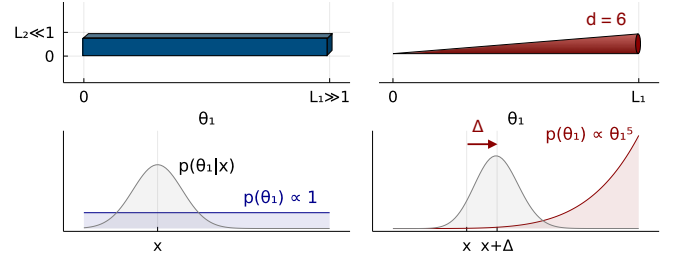 L₂≪1
0
0
L₁≫1
θ₁
d = 6
0
L₁
θ₁
p(θ₁|x)
p(θ₁) ∝ 1
x
Δ
p(θ₁) ∝ θ₁⁵
x x+Δ